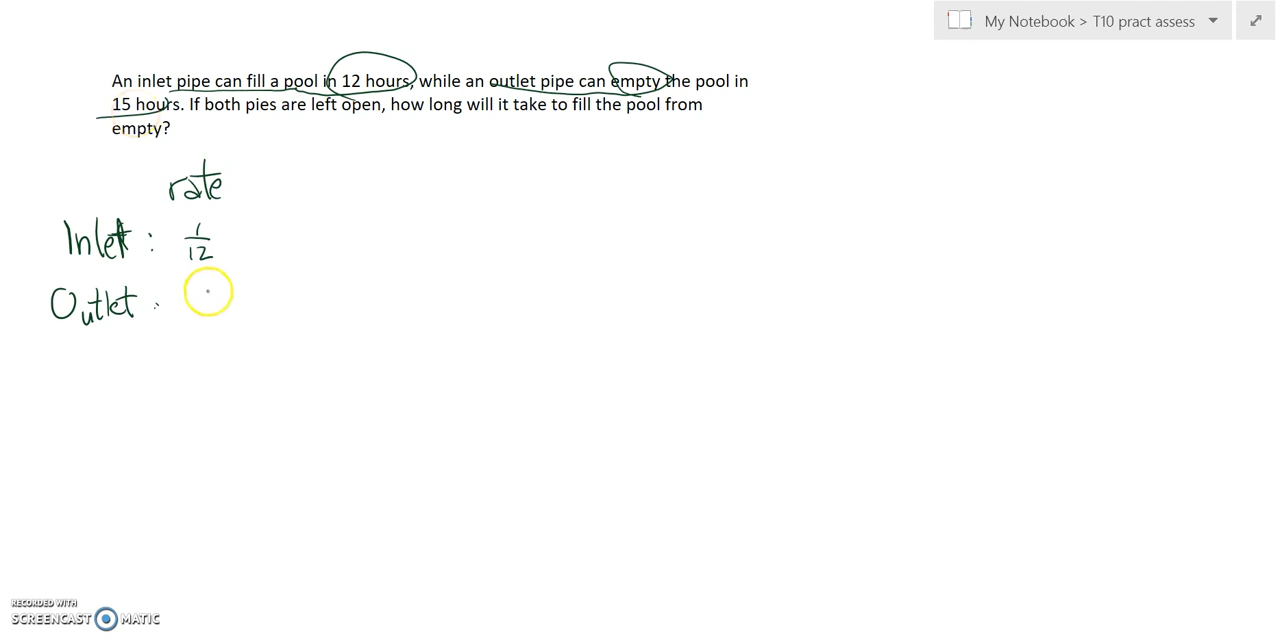 My Notebook > T10 pract assess
An inlet pipe can fill a pool in 12 hours, while an outlet pipe can empty the pool in
15 hours. If both pies are left open, how long will it take to fill the pool from
empty?
rate
Inlet : 1/12
Outlet :
RECORDED WITH
SCREENCAST MATIC